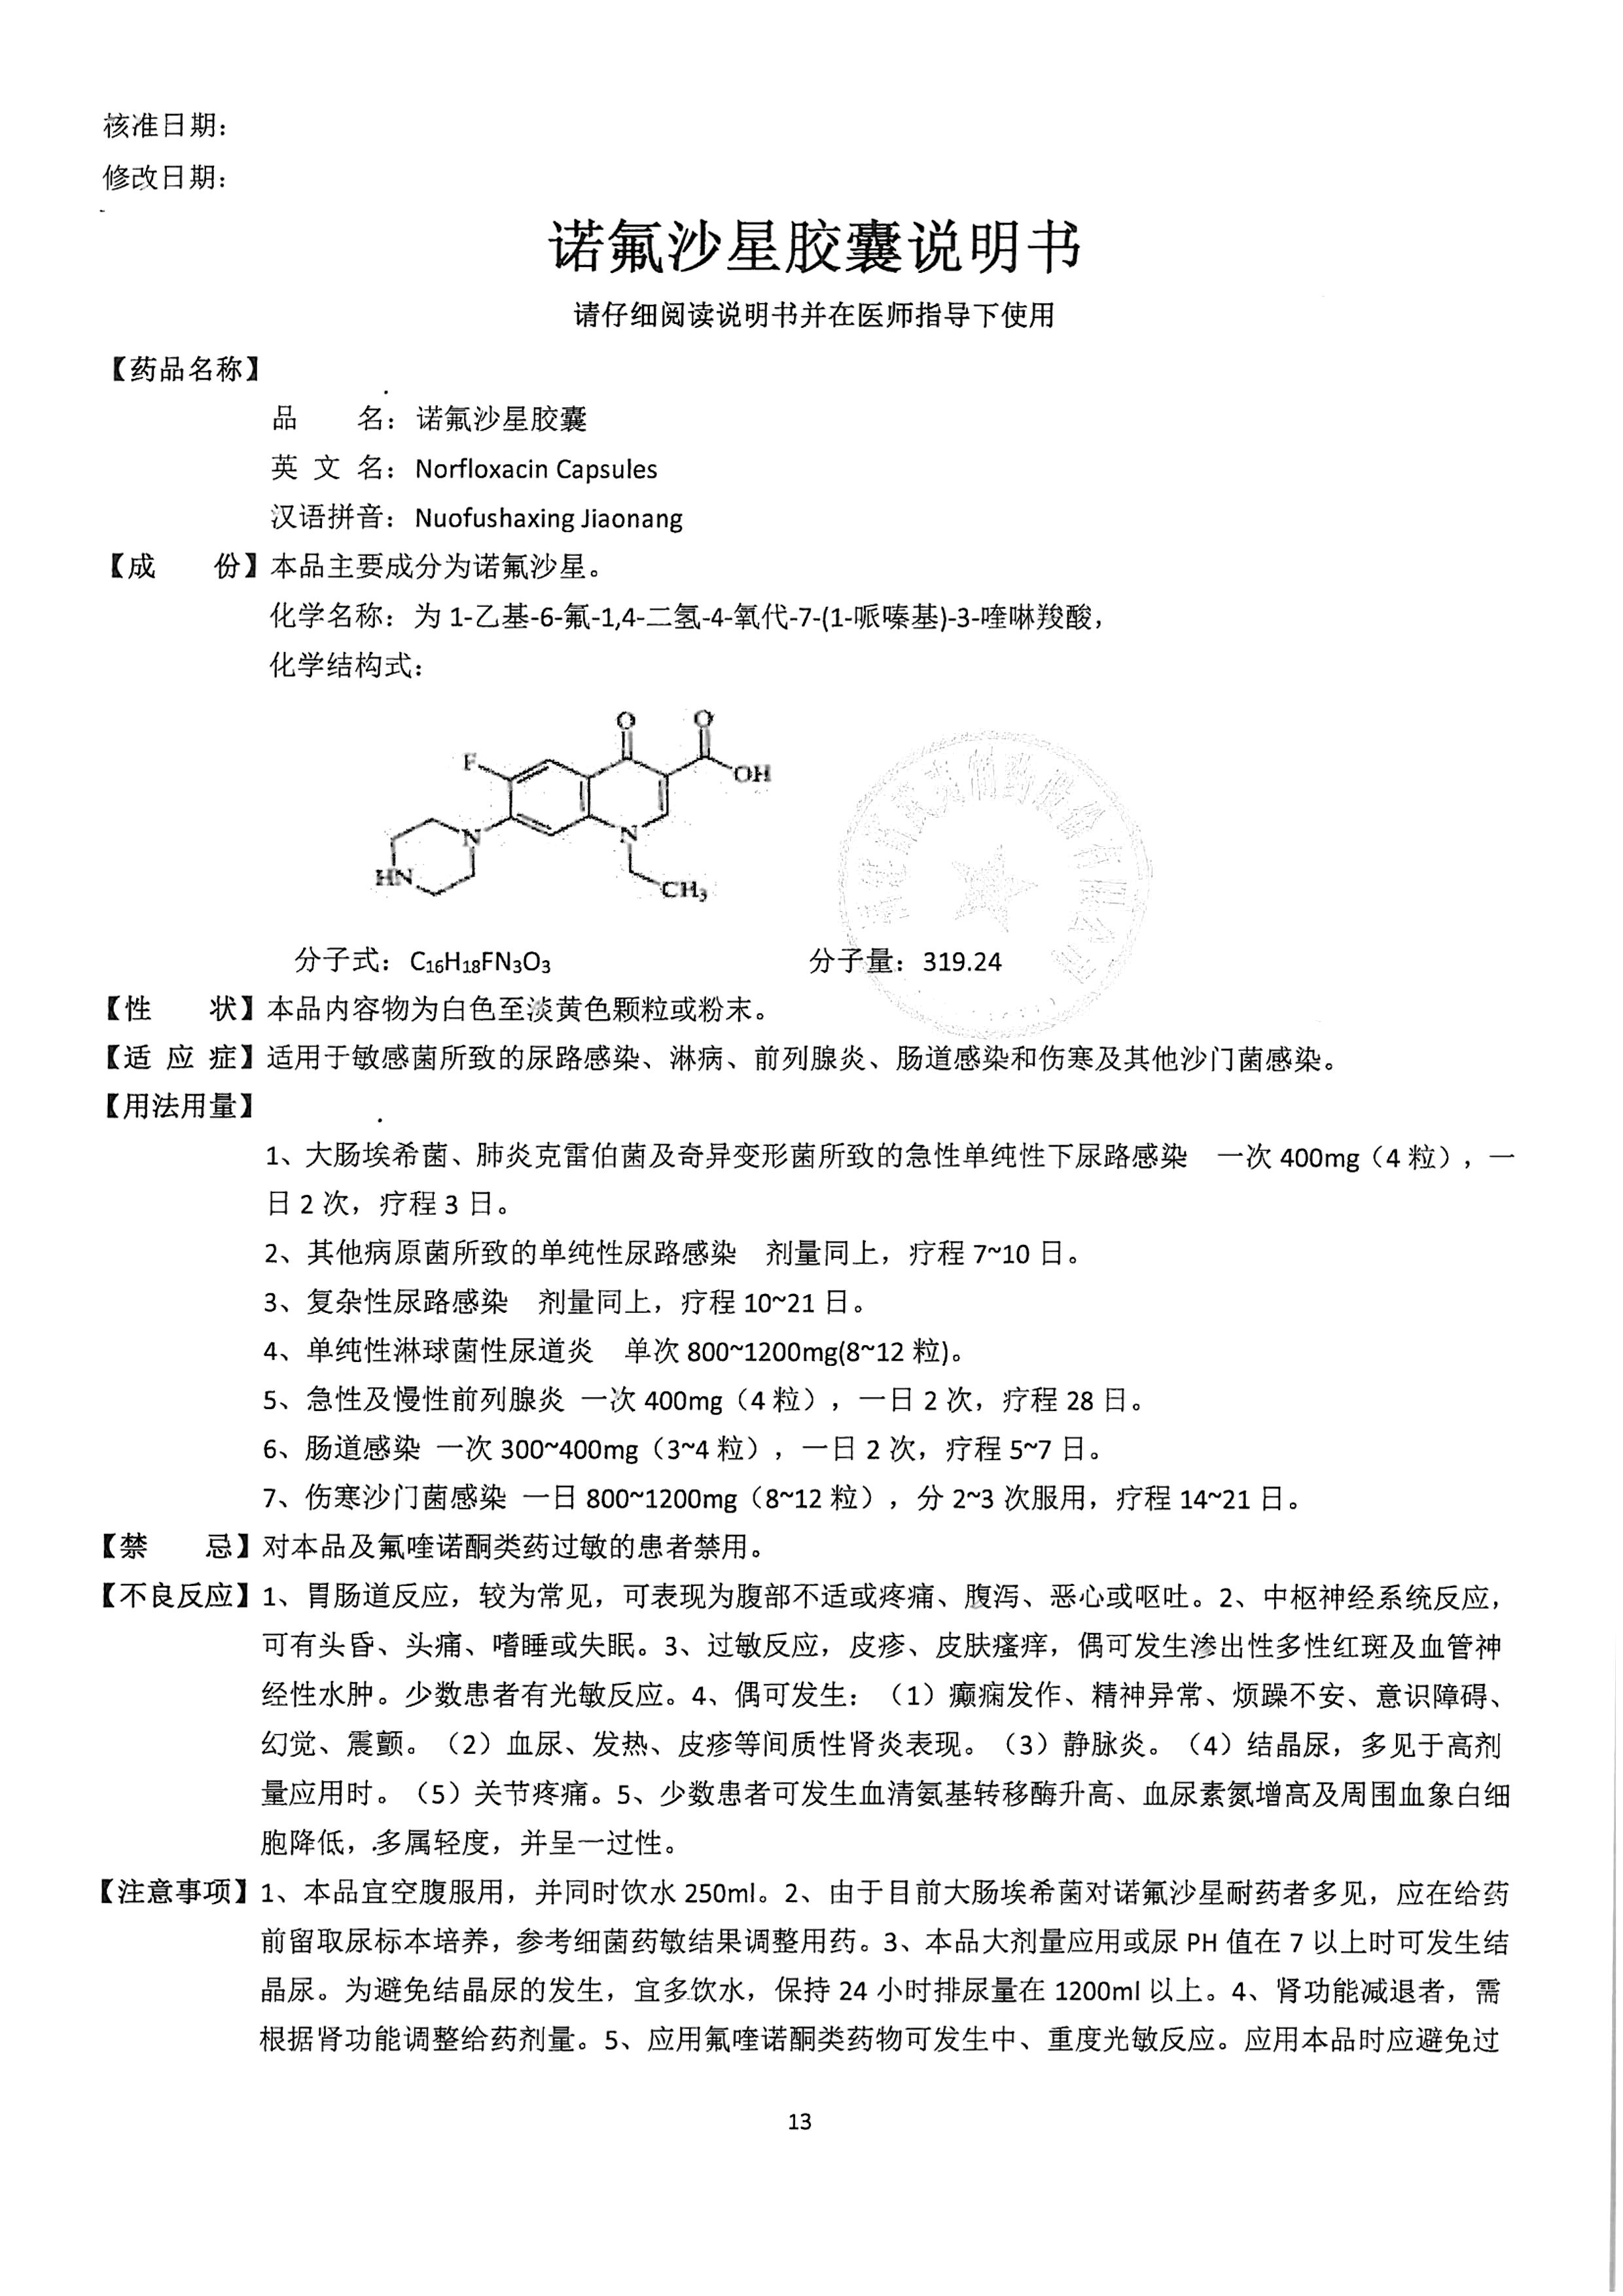 核准日期：
修改日期：
诺氟沙星胶囊说明书
请仔细阅读说明书并在医师指导下使用
【药品名称】
品　　名：诺氟沙星胶囊
英 文 名：Norfloxacin Capsules
汉语拼音：Nuofushaxing Jiaonang
【成　　份】本品主要成分为诺氟沙星。
化学名称：为 1-乙基-6-氟-1,4-二氢-4-氧代-7-(1-哌嗪基)-3-喹啉羧酸，
化学结构式：
O O
F OH
N N
HN CH₃
分子式：C₁₆H₁₈FN₃O₃　　分子量：319.24
【性　　状】本品内容物为白色至淡黄色颗粒或粉末。
【适 应 症】适用于敏感菌所致的尿路感染、淋病、前列腺炎、肠道感染和伤寒及其他沙门菌感染。
【用法用量】
1、大肠埃希菌、肺炎克雷伯菌及奇异变形菌所致的急性单纯性下尿路感染　一次 400mg（4 粒），一
日 2 次，疗程 3 日。
2、其他病原菌所致的单纯性尿路感染　剂量同上，疗程 7~10 日。
3、复杂性尿路感染　剂量同上，疗程 10~21 日。
4、单纯性淋球菌性尿道炎　单次 800~1200mg(8~12 粒)。
5、急性及慢性前列腺炎 一次 400mg（4 粒），一日 2 次，疗程 28 日。
6、肠道感染 一次 300~400mg（3~4 粒），一日 2 次，疗程 5~7 日。
7、伤寒沙门菌感染 一日 800~1200mg（8~12 粒），分 2~3 次服用，疗程 14~21 日。
【禁　　忌】对本品及氟喹诺酮类药过敏的患者禁用。
【不良反应】1、胃肠道反应，较为常见，可表现为腹部不适或疼痛、腹泻、恶心或呕吐。2、中枢神经系统反应，
可有头昏、头痛、嗜睡或失眠。3、过敏反应，皮疹、皮肤瘙痒，偶可发生渗出性多性红斑及血管神
经性水肿。少数患者有光敏反应。4、偶可发生：（1）癫痫发作、精神异常、烦躁不安、意识障碍、
幻觉、震颤。（2）血尿、发热、皮疹等间质性肾炎表现。（3）静脉炎。（4）结晶尿，多见于高剂
量应用时。（5）关节疼痛。5、少数患者可发生血清氨基转移酶升高、血尿素氮增高及周围血象白细
胞降低，多属轻度，并呈一过性。
【注意事项】1、本品宜空腹服用，并同时饮水 250ml。2、由于目前大肠埃希菌对诺氟沙星耐药者多见，应在给药
前留取尿标本培养，参考细菌药敏结果调整用药。3、本品大剂量应用或尿 PH 值在 7 以上时可发生结
晶尿。为避免结晶尿的发生，宜多饮水，保持 24 小时排尿量在 1200ml 以上。4、肾功能减退者，需
根据肾功能调整给药剂量。5、应用氟喹诺酮类药物可发生中、重度光敏反应。应用本品时应避免过
13